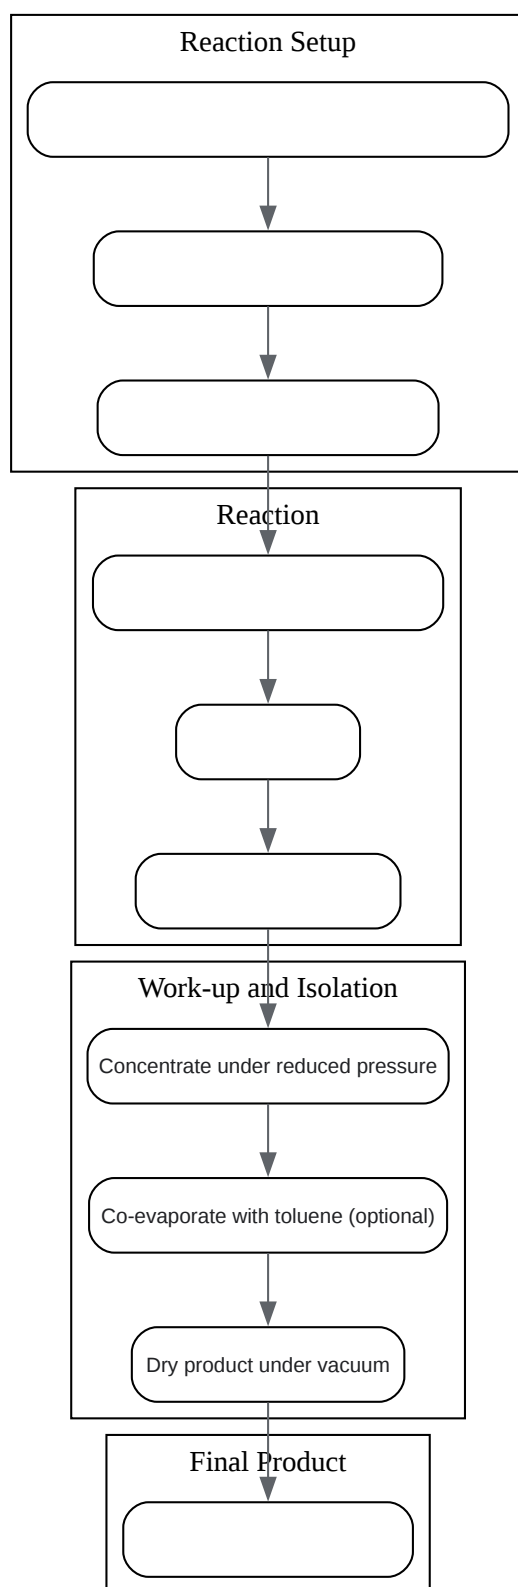 Reaction Setup
Reaction
Work-up and Isolation
Concentrate under reduced pressure
Co-evaporate with toluene (optional)
Dry product under vacuum
Final Product